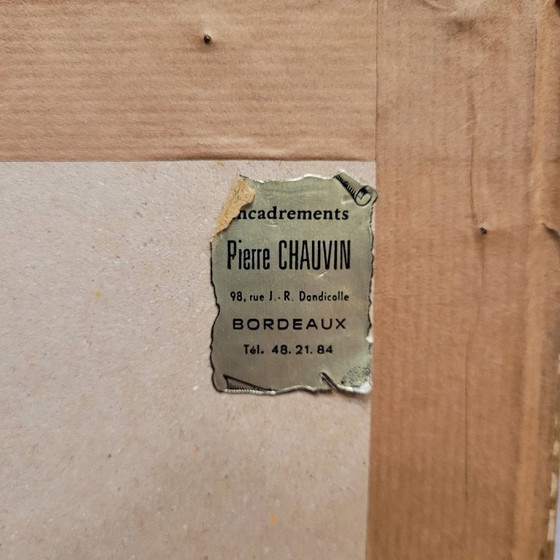 ncadrements
Pierre CHAUVIN
98, rue J.-R. Dandicolle
BORDEAUX
Tél. 48.21.84